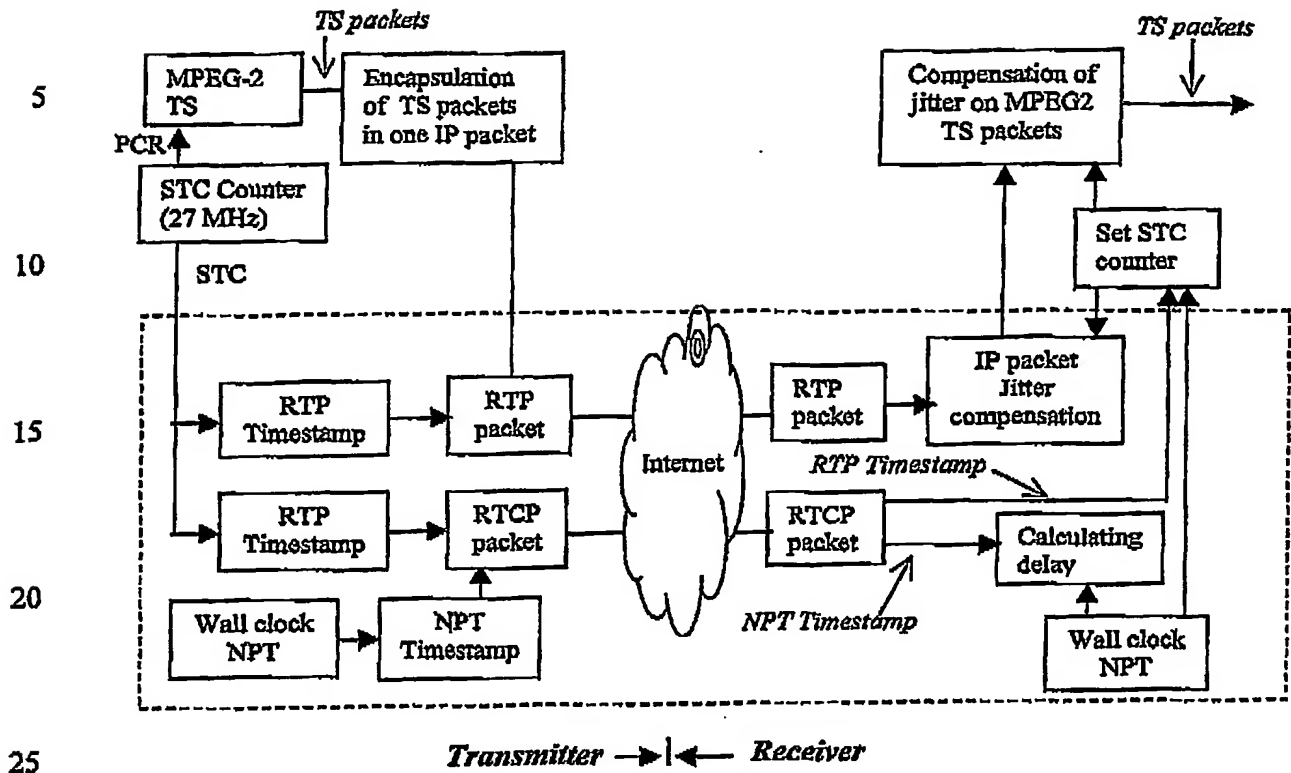 TS packets
TS packets
5
MPEG-2
TS
Encapsulation
of TS packets
in one IP packet
Compensation of
jitter on MPEG2
TS packets
PCR
STC Counter
(27 MHz)
Set STC
counter
10
STC
RTP
Timestamp
RTP
packet
RTP
packet
IP packet
Jitter
compensation
15
Internet
RTP Timestamp
RTP
Timestamp
RTCP
packet
RTCP
packet
Calculating
delay
20
Wall clock
NPT
NPT
Timestamp
NPT Timestamp
Wall clock
NPT
25
Transmitter
Receiver